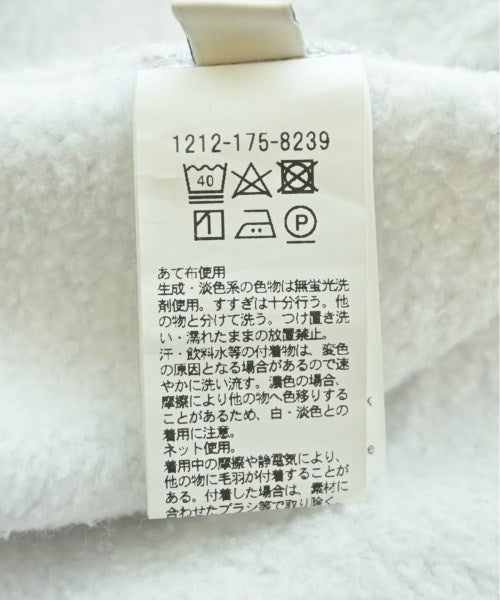 1212-175-8239
40
P
あて布使用
生成・淡色系の色物は無蛍光洗
剤使用。すすぎは十分行う。他
の物と分けて洗う。つけ置き洗
い・濡れたままの放置禁止。
汗・飲料水等の付着物は、変色
の原因となる場合があるので速
やかに洗い流す。濃色の場合、
摩擦により他の物へ色移りする
ことがあるため、白・淡色との
着用に注意。
ネット使用。
着用中の摩擦や静電気により、
他の物に毛羽が付着することが
ある。付着した場合は、素材に
合わせたブラシ等で取り除く。